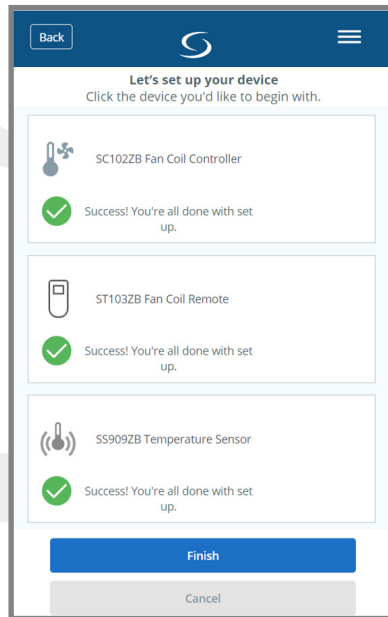 Back
Let's set up your device
Click the device you'd like to begin with.
SC102ZB Fan Coil Controller
Success! You're all done with set
up.
ST103ZB Fan Coil Remote
Success! You're all done with set
up.
SS909ZB Temperature Sensor
Success! You're all done with set
up.
Finish
Cancel